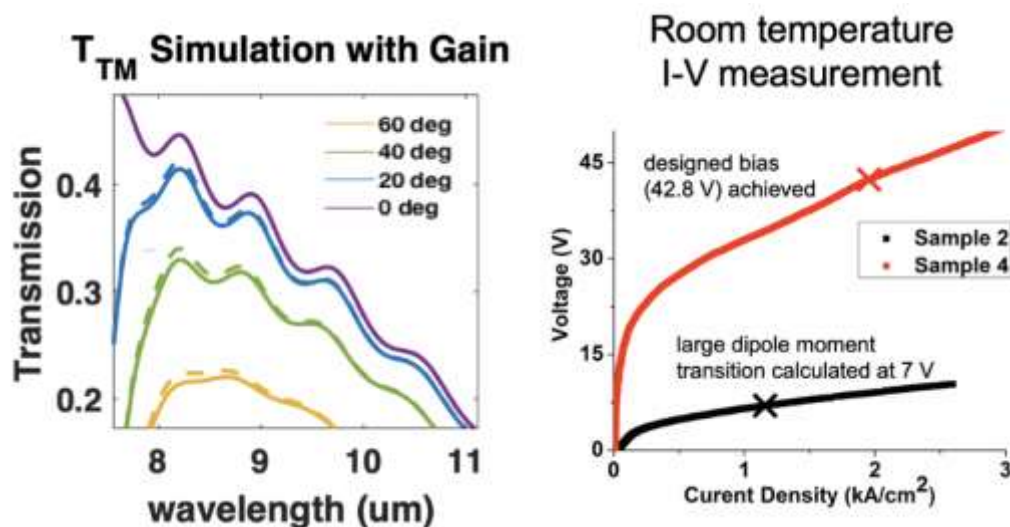 T_TM Simulation with Gain
Transmission
0.4
0.3
0.2
60 deg
40 deg
20 deg
0 deg
8 9 10 11
wavelength (um)
Room temperature
I-V measurement
Voltage (V)
45
30
15
0
designed bias
(42.8 V) achieved
Sample 2
Sample 4
large dipole moment
transition calculated at 7 V
0 1 2 3
Curent Density (kA/cm²)